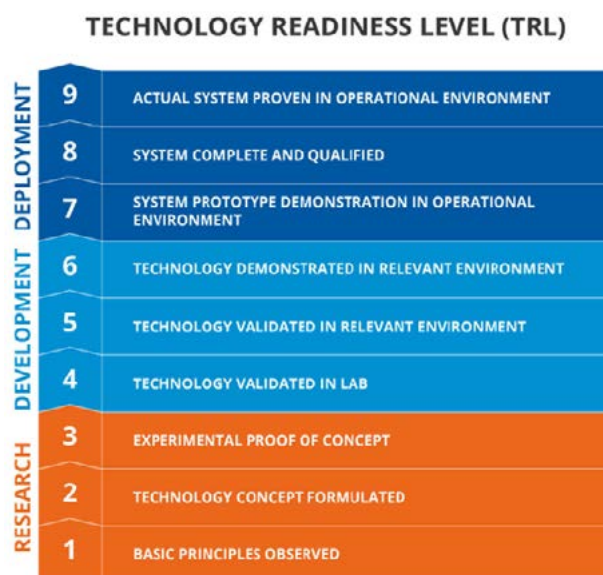 TECHNOLOGY READINESS LEVEL (TRL)
DEPLOYMENT
9 ACTUAL SYSTEM PROVEN IN OPERATIONAL ENVIRONMENT
8 SYSTEM COMPLETE AND QUALIFIED
7 SYSTEM PROTOTYPE DEMONSTRATION IN OPERATIONAL
ENVIRONMENT
DEVELOPMENT
6 TECHNOLOGY DEMONSTRATED IN RELEVANT ENVIRONMENT
5 TECHNOLOGY VALIDATED IN RELEVANT ENVIRONMENT
4 TECHNOLOGY VALIDATED IN LAB
RESEARCH
3 EXPERIMENTAL PROOF OF CONCEPT
2 TECHNOLOGY CONCEPT FORMULATED
1 BASIC PRINCIPLES OBSERVED